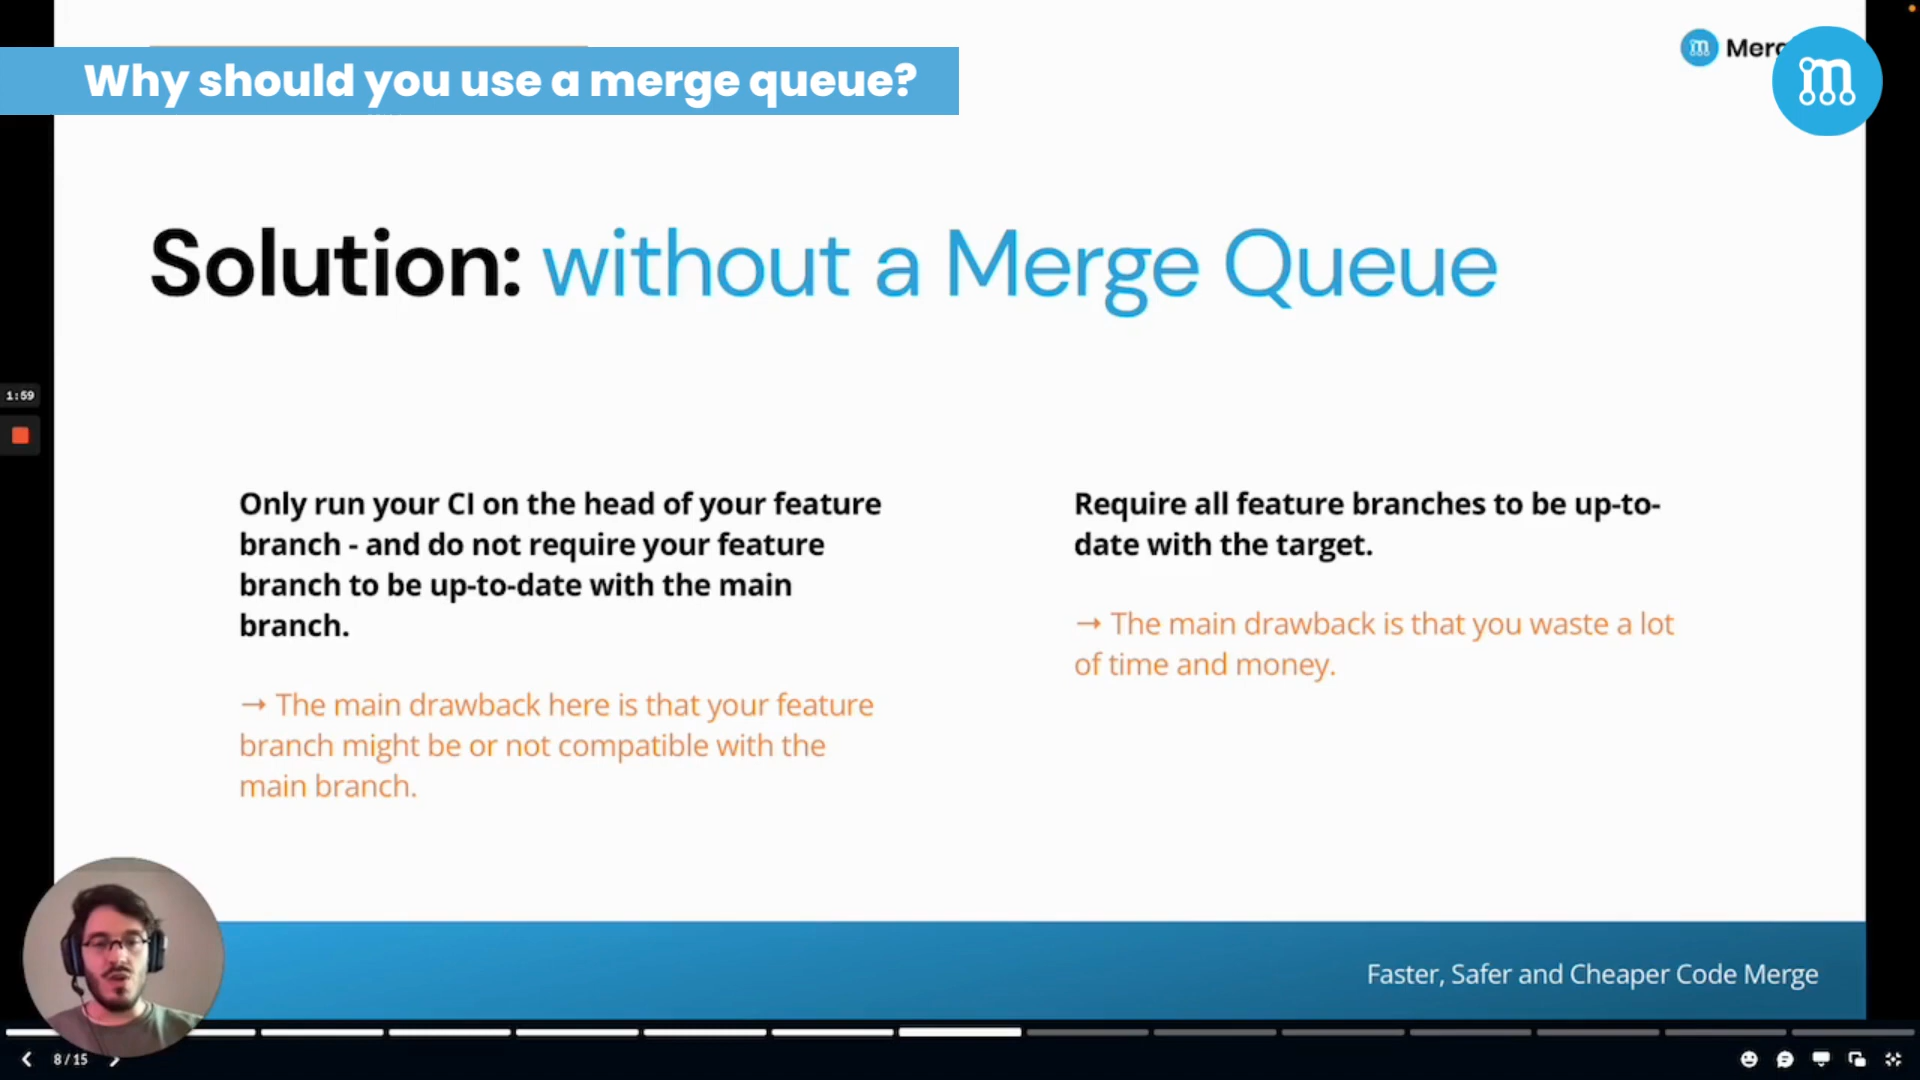 Why should you use a merge queue?
Merg
Solution: without a Merge Queue
1:59
Only run your CI on the head of your feature
branch - and do not require your feature
branch to be up-to-date with the main
branch.
→ The main drawback here is that your feature
branch might be or not compatible with the
main branch.
Require all feature branches to be up-to-
date with the target.
→ The main drawback is that you waste a lot
of time and money.
Faster, Safer and Cheaper Code Merge
8 / 15